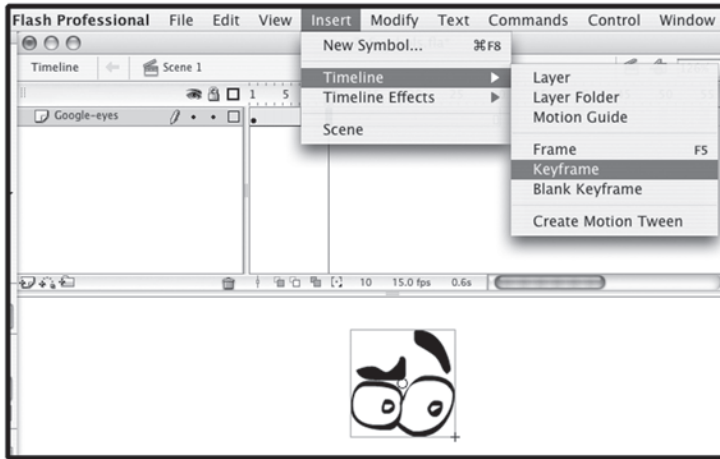 Flash Professional File Edit View Insert Modify Text Commands Control Window
New Symbol... ⌘F8
Timeline
Timeline Effects
Scene
Layer
Layer Folder
Motion Guide
Frame F5
Keyframe
Blank Keyframe
Create Motion Tween
Timeline Scene 1
1 5
Google-eyes
10 15.0 fps 0.6s